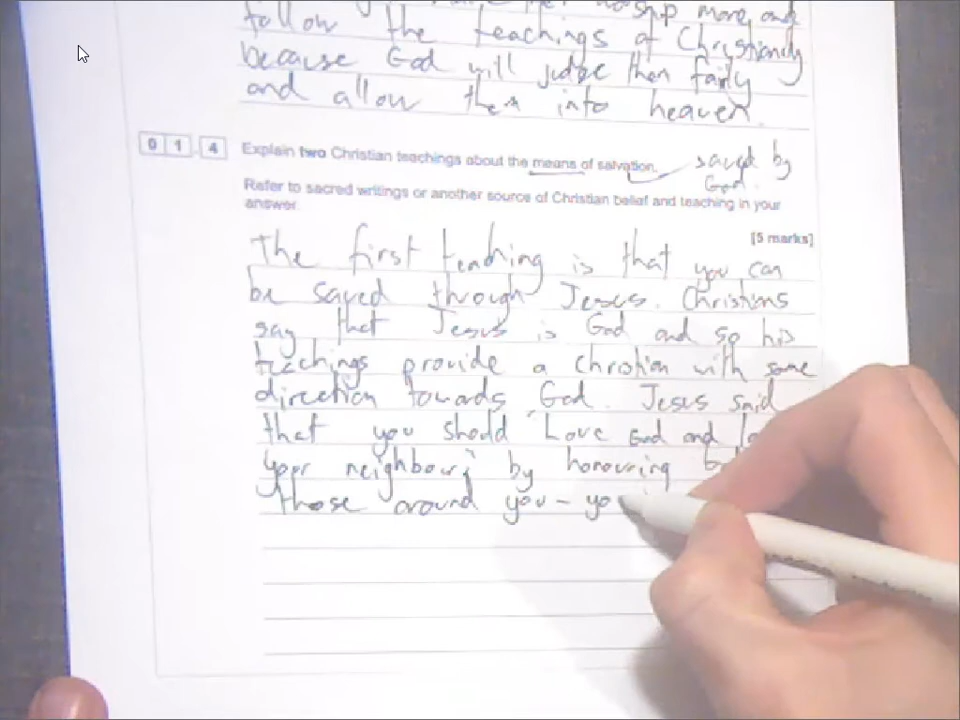 worship more and
follow the teachings of Christianity
because God will judge them fairly
and allow them into heaven.
0 1 . 4 Explain two Christian teachings about the means of salvation.
saved by
God.
Refer to sacred writings or another source of Christian belief and teaching in your
answer.
[5 marks]
The first teaching is that you can
be saved through Jesus. Christians
say that Jesus is God and so his
teachings provide a christian with some
direction towards God. Jesus said
that you should 'Love God and
your neighbour' by honouring
those around you - you